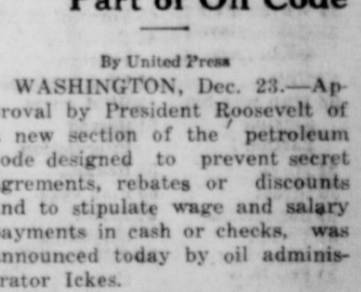 Part of Oil Code
By United Press
WASHINGTON, Dec. 23.—Ap-
roval by President Roosevelt of
new section of the petroleum
ode designed to prevent secret
grements, rebates or discounts
nd to stipulate wage and salary
ayments in cash or checks, was
nnounced today by oil adminis-
rator Ickes.